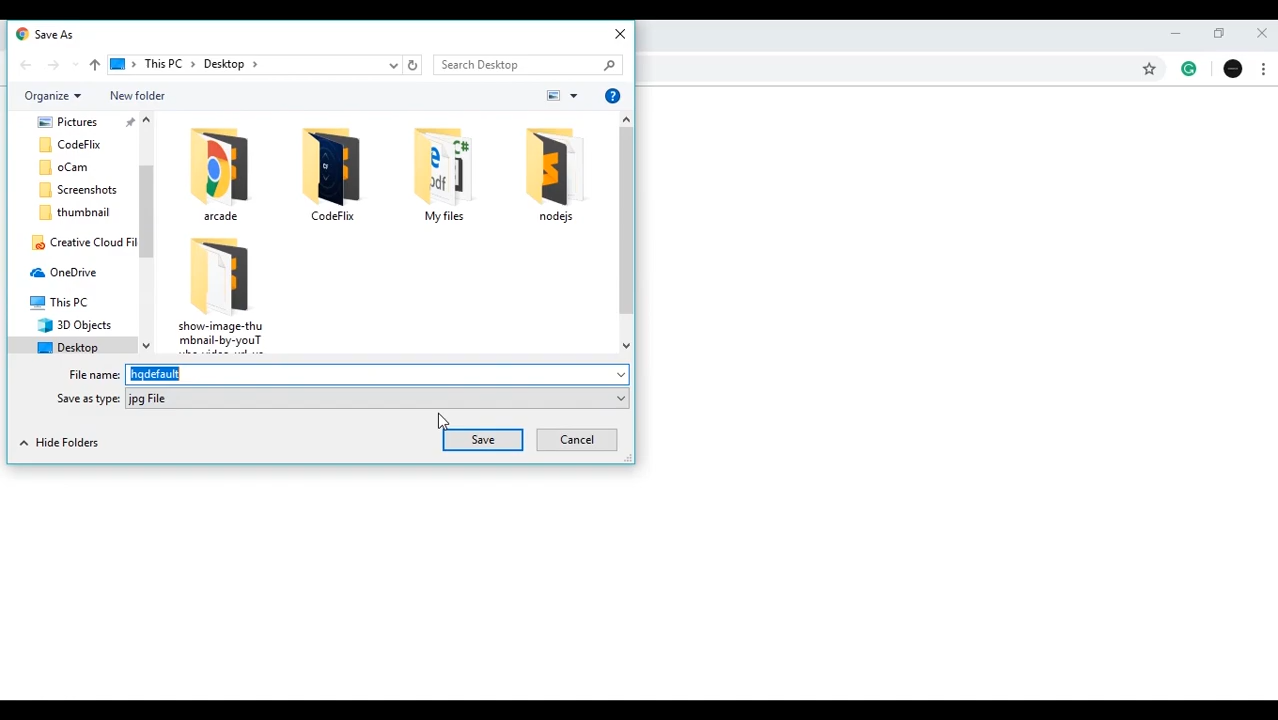 Save As
This PC
Desktop
Search Desktop
Organize
New folder
?
Pictures
CodeFlix
oCam
Screenshots
thumbnail
Creative Cloud Fil
OneDrive
This PC
3D Objects
Desktop
arcade
CodeFlix
C#
pdf
My files
nodejs
show-image-thu
mbnail-by-youT
File name:
hqdefault
Save as type:
jpg File
Hide Folders
Save
Cancel